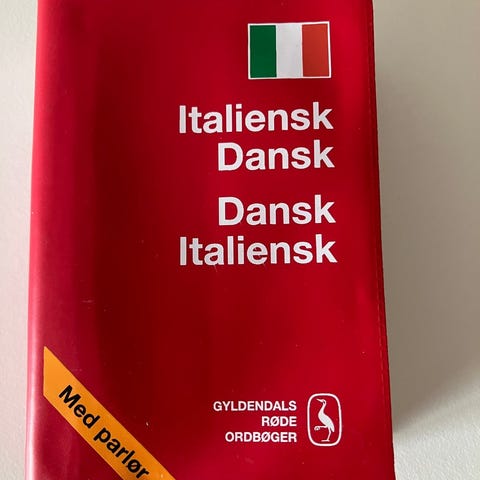 Italiensk
Dansk
Dansk
Italiensk
GYLDENDALS
RØDE
ORDBØGER
Med parlør